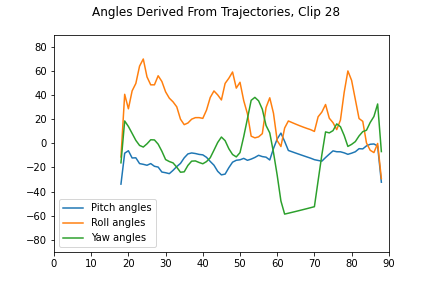 Angles Derived From Trajectories, Clip 28
80
60
40
20
0
−20
−40
−60
−80
Pitch angles
Roll angles
Yaw angles
0 10 20 30 40 50 60 70 80 90